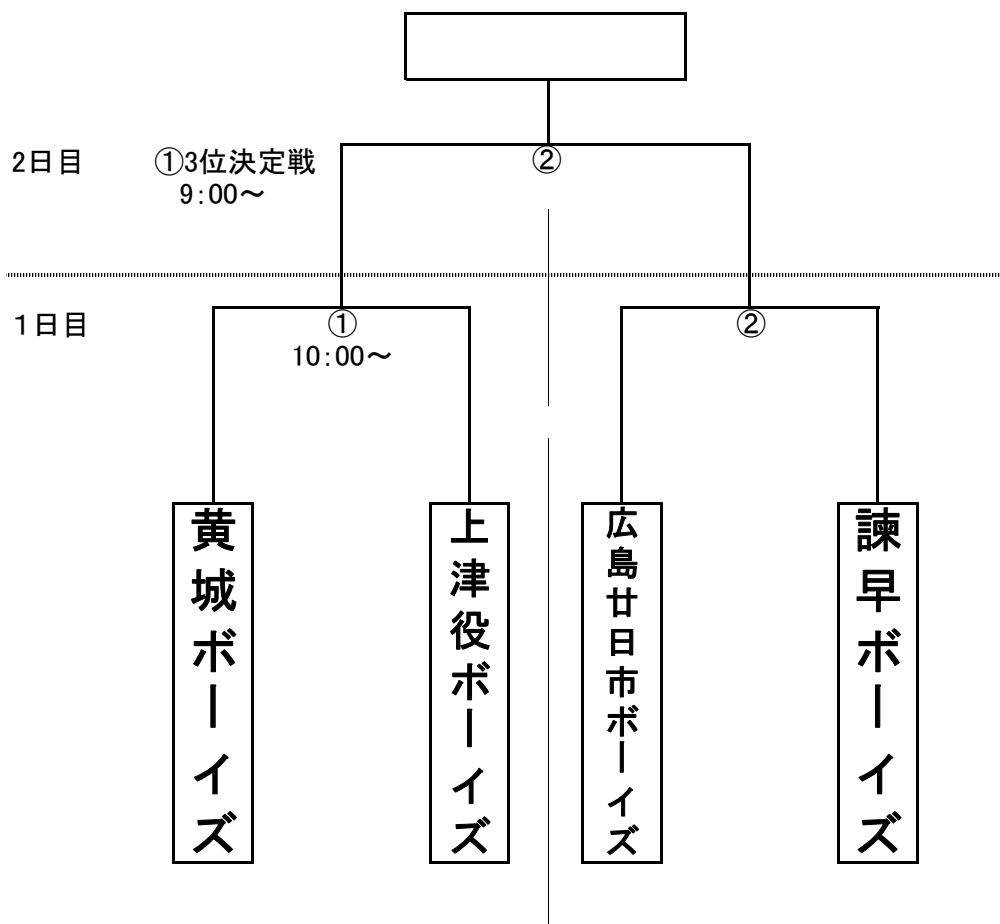 2日目
①3位決定戦
9:00～
②
1日目
①
10:00～
②
黄城ボーイズ
上津役ボーイズ
広島廿日市ボーイズ
諫早ボーイズ